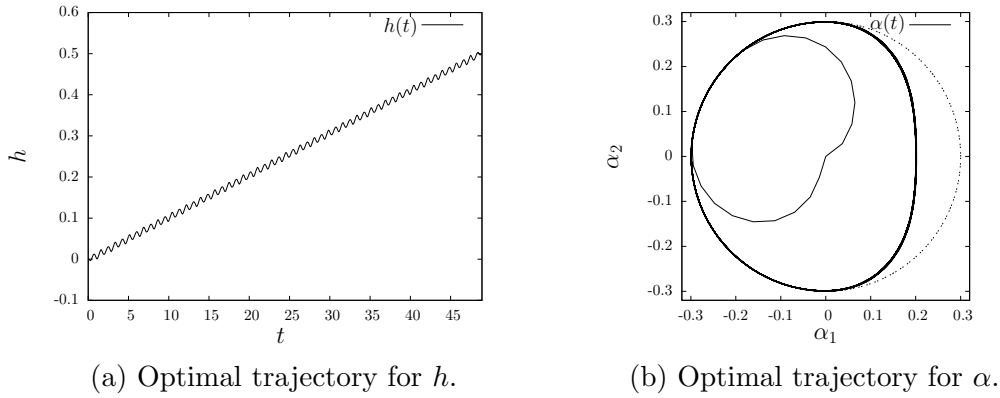 h(t)
h
0.6
0.5
0.4
0.3
0.2
0.1
0
-0.1
0 5 10 15 20 25 30 35 40 45
t
(a) Optimal trajectory for h.
α(t)
α₂
0.3
0.2
0.1
0
-0.1
-0.2
-0.3
-0.3 -0.2 -0.1 0 0.1 0.2 0.3
α₁
(b) Optimal trajectory for α.